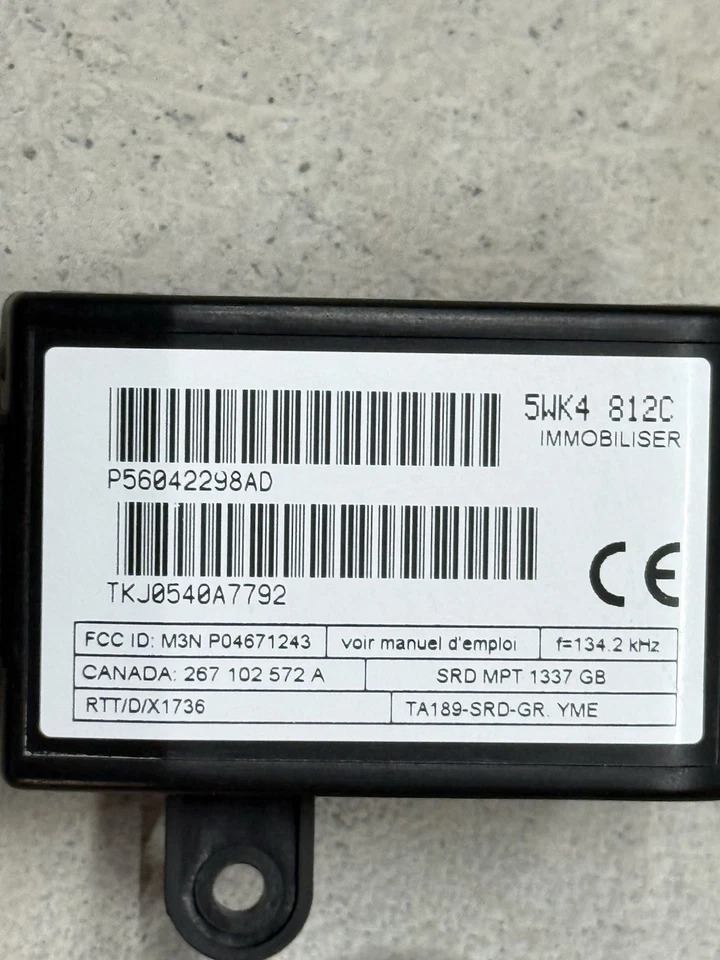 5WK4 812C
IMMOBILISER
P56042298AD
TKJ0540A7792
CE
FCC ID: M3N P04671243 voir manuel d'emploi f=134.2 kHz
CANADA: 267 102 572 A SRD MPT 1337 GB
RTT/D/X1736 TA189-SRD-GR. YME